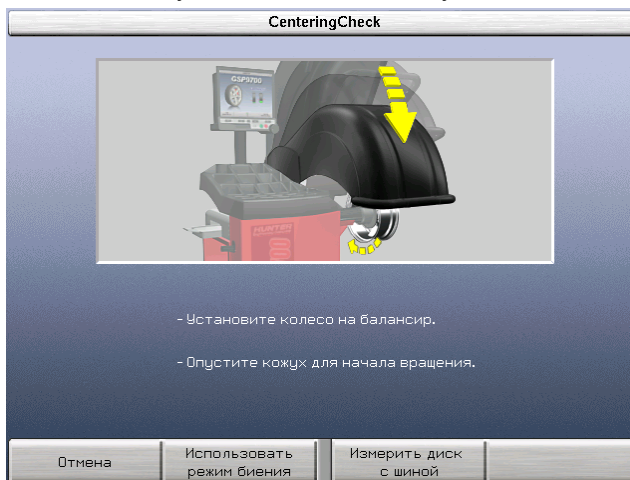 CenteringCheck
GSP9700
HUNTER
- Установите колесо на балансир.
- Опустите кожух для начала вращения.
Отмена
Использовать
режим биения
Измерить диск
с шиной